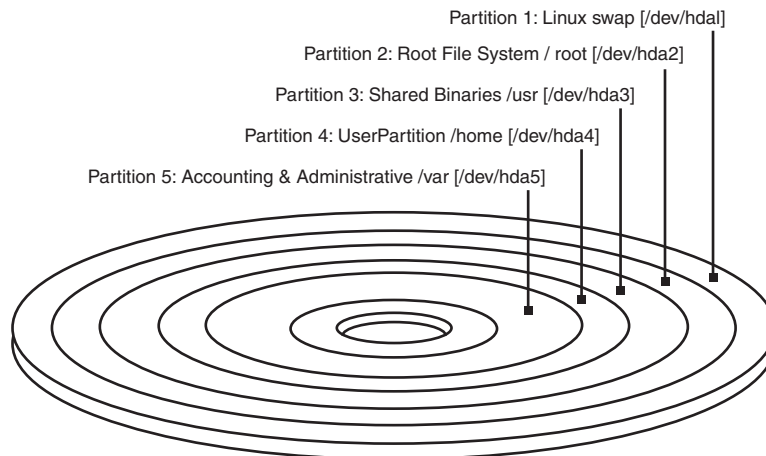 Partition 1: Linux swap [/dev/hdal]
Partition 2: Root File System / root [/dev/hda2]
Partition 3: Shared Binaries /usr [/dev/hda3]
Partition 4: UserPartition /home [/dev/hda4]
Partition 5: Accounting & Administrative /var [/dev/hda5]